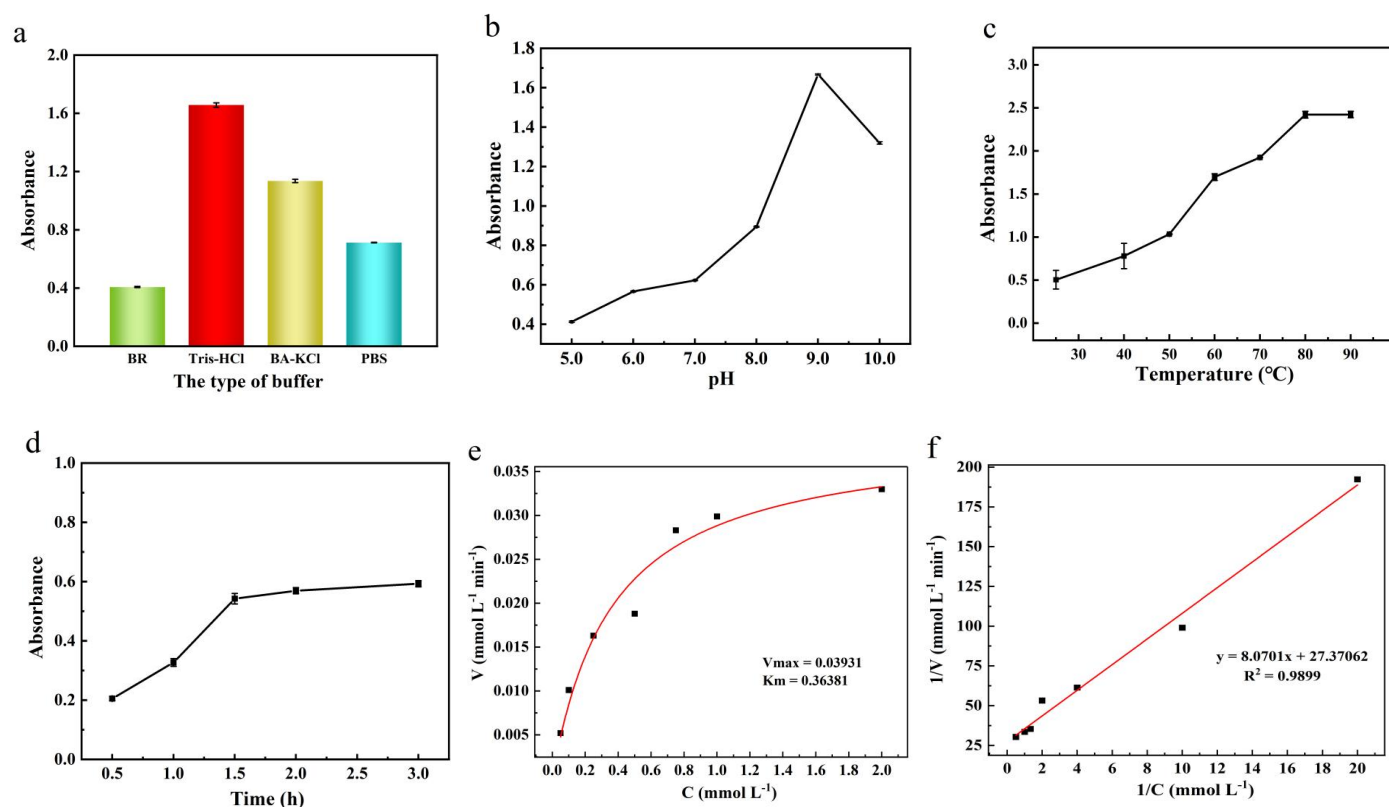 a
2.0
1.6
1.2
0.8
0.4
0.0
Absorbance
BR Tris-HCl BA-KCl PBS
The type of buffer
b
1.8
1.6
1.4
1.2
1.0
0.8
0.6
0.4
Absorbance
5.0 6.0 7.0 8.0 9.0 10.0
pH
c
3.0
2.5
2.0
1.5
1.0
0.5
0.0
Absorbance
30 40 50 60 70 80 90
Temperature (°C)
d
1.0
0.8
0.6
0.4
0.2
0.0
Absorbance
0.5 1.0 1.5 2.0 2.5 3.0
Time (h)
e
0.035
0.030
0.025
0.020
0.015
0.010
0.005
V (mmol L⁻¹ min⁻¹)
Vmax = 0.03931
Km = 0.36381
0.0 0.2 0.4 0.6 0.8 1.0 1.2 1.4 1.6 1.8 2.0
C (mmol L⁻¹)
f
200
175
150
125
100
75
50
25
1/V (mmol L⁻¹ min⁻¹)
y = 8.0701x + 27.37062
R² = 0.9899
0 2 4 6 8 10 12 14 16 18 20
1/C (mmol L⁻¹)